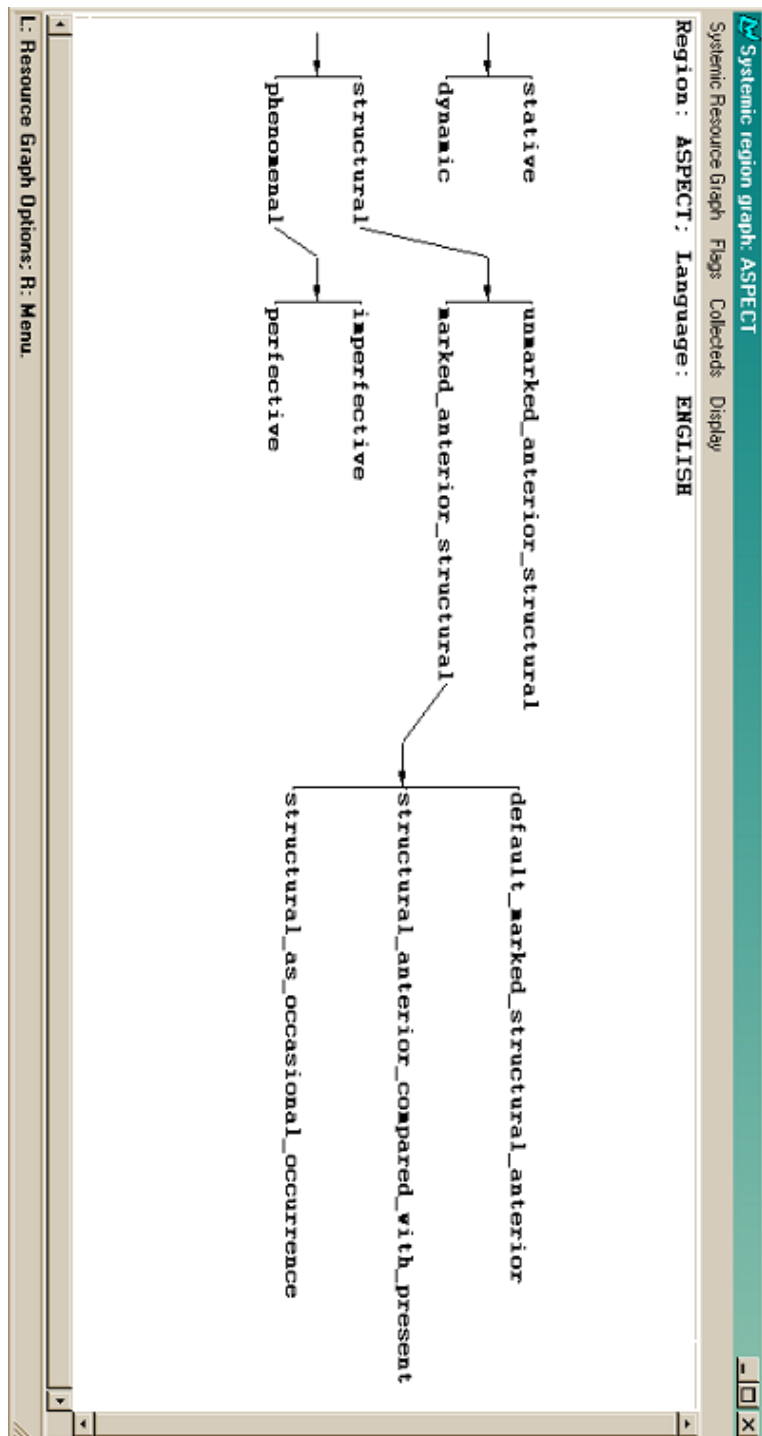 Systemic region graph: ASPECT
Systemic Resource Graph Flags Collecteds Display
Region: ASPECT; Language: ENGLISH
stative
dynamic
structural
phenomenal
unmarked_anterior_structural
marked_anterior_structural
imperfective
perfective
default_marked_structural_anterior
structural_anterior_compared_with_present
structural_as_occasional_occurrence
L: Resource Graph Options; R: Menu.